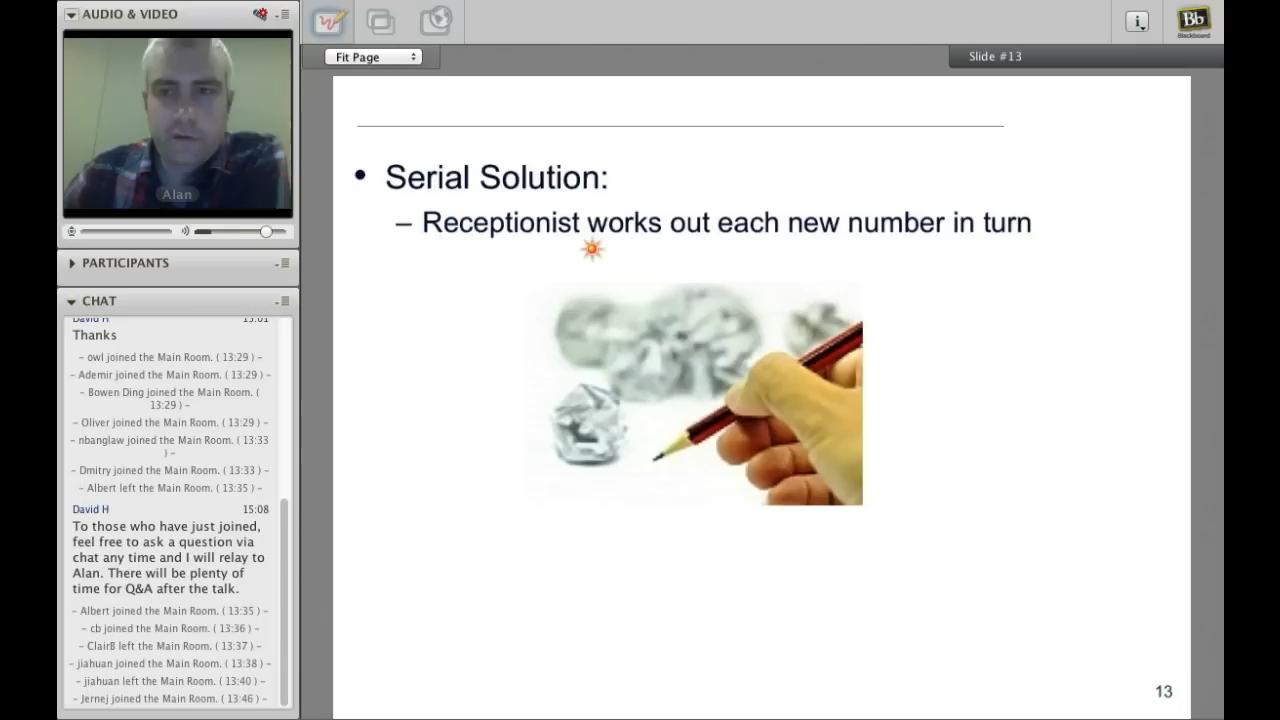 AUDIO & VIDEO
Alan
PARTICIPANTS
CHAT
David H 15:01
Thanks
– owl joined the Main Room. ( 13:29 ) –
– Ademir joined the Main Room. ( 13:29 ) –
– Bowen Ding joined the Main Room. (
13:29 ) –
– Oliver joined the Main Room. ( 13:29 ) –
– nbanglaw joined the Main Room. ( 13:33
) –
– Dmitry joined the Main Room. ( 13:33 ) –
– Albert left the Main Room. ( 13:35 ) –
David H 15:08
To those who have just joined,
feel free to ask a question via
chat any time and I will relay to
Alan. There will be plenty of
time for Q&A after the talk.
– Albert joined the Main Room. ( 13:35 ) –
– cb joined the Main Room. ( 13:36 ) –
– ClairB left the Main Room. ( 13:37 ) –
– jiahuan joined the Main Room. ( 13:38 ) –
– jiahuan left the Main Room. ( 13:40 ) –
– Jernej joined the Main Room. ( 13:46 ) –
i
Bb
Blackboard
Fit Page
Slide #13
• Serial Solution:
– Receptionist works out each new number in turn
13